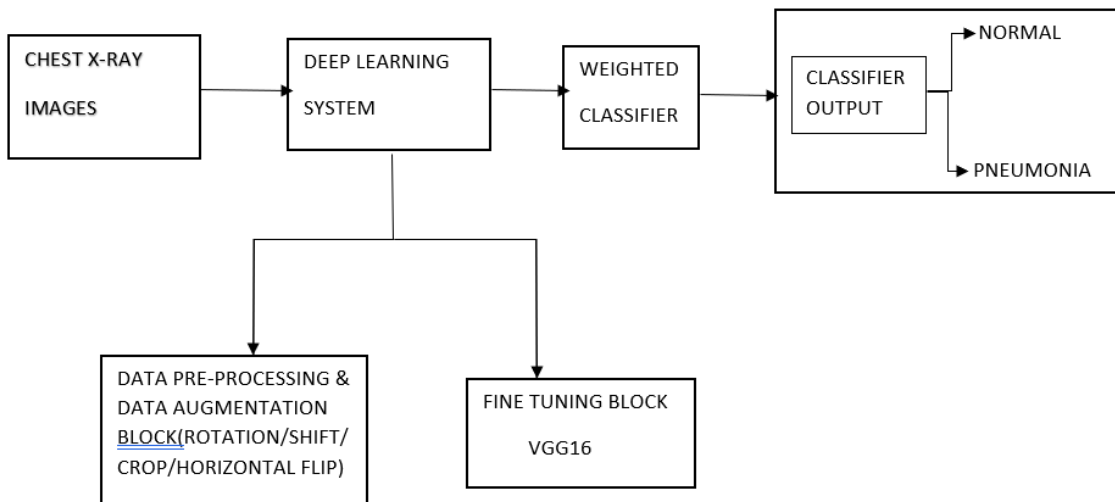 CHEST X-RAY
IMAGES
DEEP LEARNING
SYSTEM
WEIGHTED
CLASSIFIER
CLASSIFIER
OUTPUT
NORMAL
PNEUMONIA
DATA PRE-PROCESSING &
DATA AUGMENTATION
BLOCK(ROTATION/SHIFT/
CROP/HORIZONTAL FLIP)
FINE TUNING BLOCK
VGG16